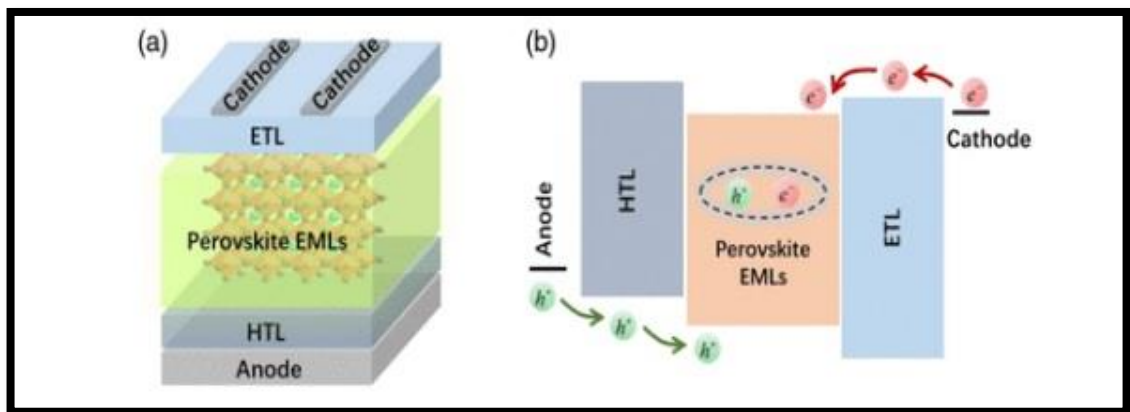 (a)
Cathode
Cathode
ETL
Perovskite EMLs
HTL
Anode
(b)
e⁻
e⁻
e⁻
Cathode
Anode
HTL
h⁺
e⁻
Perovskite
EMLs
ETL
h⁺
h⁺
h⁺